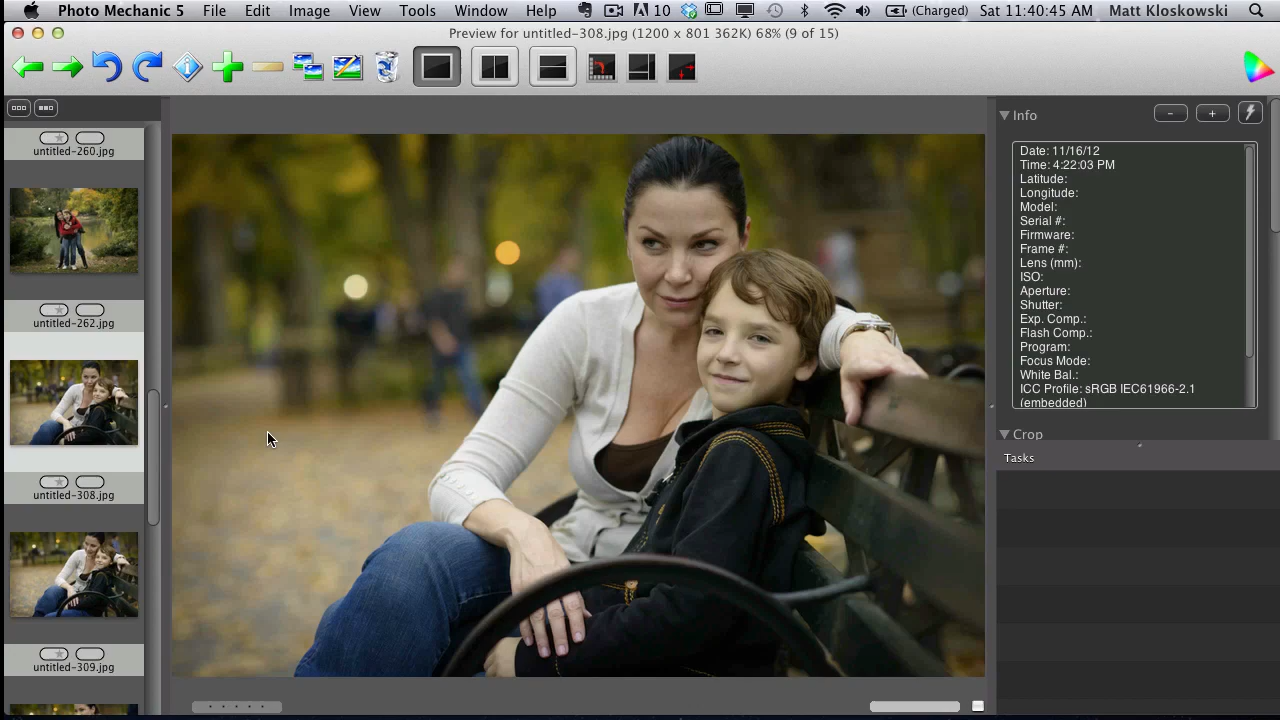 Photo Mechanic 5 File Edit Image View Tools Window Help 10 (Charged) Sat 11:40:45 AM Matt Kloskowski
Preview for untitled-308.jpg (1200 x 801 362K) 68% (9 of 15)
untitled-260.jpg
untitled-262.jpg
untitled-308.jpg
untitled-309.jpg
Info
- +
Date: 11/16/12
Time: 4:22:03 PM
Latitude:
Longitude:
Model:
Serial #:
Firmware:
Frame #:
Lens (mm):
ISO:
Aperture:
Shutter:
Exp. Comp.:
Flash Comp.:
Program:
Focus Mode:
White Bal.:
ICC Profile: sRGB IEC61966-2.1
(embedded)
Crop
Tasks